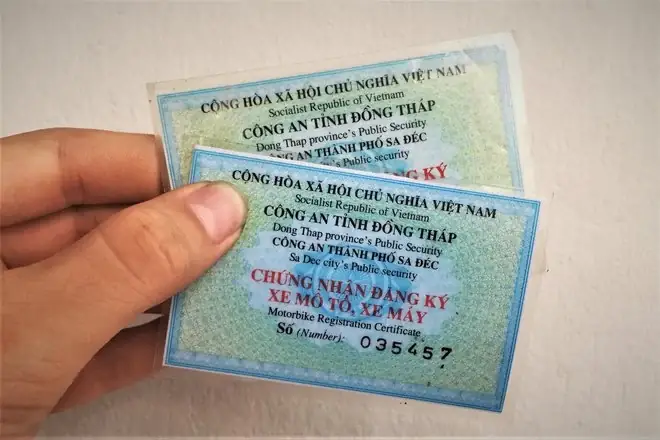 CỘNG HÒA XÃ HỘI CHỦ NGHĨA VIỆT NAM
Socialist Republic of Vietnam
CÔNG AN TỈNH ĐỒNG THÁP
Dong Thap province's Public Security
CÔNG AN THÀNH PHỐ SA ĐÉC
's Public security
KÝ
CỘNG HÒA XÃ HỘI CHỦ NGHĨA VIỆT NAM
Socialist Republic of Vietnam
CÔNG AN TỈNH ĐỒNG THÁP
Dong Thap province's Public Security
CÔNG AN THÀNH PHỐ SA ĐÉC
Sa Dec city's Public security
CHỨNG NHẬN ĐĂNG KÝ
XE MÔ TÔ, XE MÁY
Motorbike Registration Certificate
Số (Number): 035457